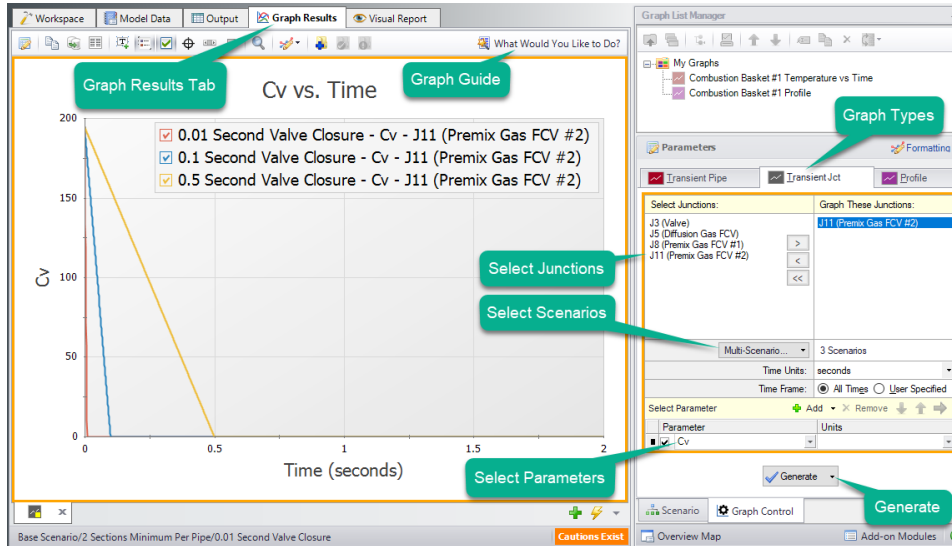 Workspace
Model Data
Output
Graph Results
Visual Report
What Would You Like to Do?
Graph Results Tab
Graph Guide
Cv vs. Time
200
150
100
50
0
Cv
0.01 Second Valve Closure - Cv - J11 (Premix Gas FCV #2)
0.1 Second Valve Closure - Cv - J11 (Premix Gas FCV #2)
0.5 Second Valve Closure - Cv - J11 (Premix Gas FCV #2)
0
0.5
1
1.5
2
Time (seconds)
Base Scenario/2 Sections Minimum Per Pipe/0.01 Second Valve Closure
Cautions Exist
Graph List Manager
My Graphs
Combustion Basket #1 Temperature vs Time
Combustion Basket #1 Profile
Graph Types
Parameters
Formatting
Transient Pipe
Transient Jct
Profile
Select Junctions:
Graph These Junctions:
J3 (Valve)
J5 (Diffusion Gas FCV)
J8 (Premix Gas FCV #1)
J11 (Premix Gas FCV #2)
>
<
<<
J11 (Premix Gas FCV #2)
Select Junctions
Select Scenarios
Multi-Scenario...
3 Scenarios
Time Units:
seconds
Time Frame:
All Times
User Specified
Select Parameter
Add
Remove
Parameter
Units
Cv
Select Parameters
Generate
Generate
Scenario
Graph Control
Overview Map
Add-on Modules